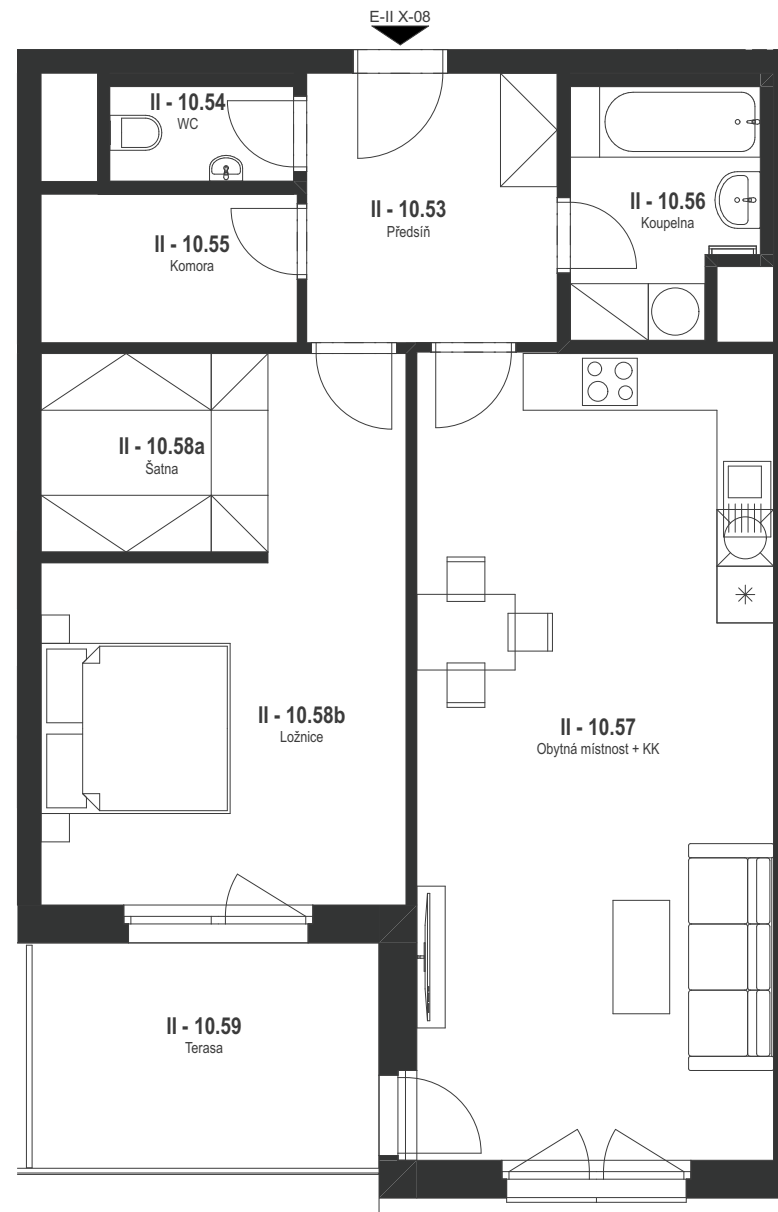 E-II X-08
II - 10.54
WC
II - 10.53
Předsíň
II - 10.56
Koupelna
II - 10.55
Komora
II - 10.58a
Šatna
II - 10.58b
Ložnice
II - 10.57
Obytná místnost + KK
II - 10.59
Terasa